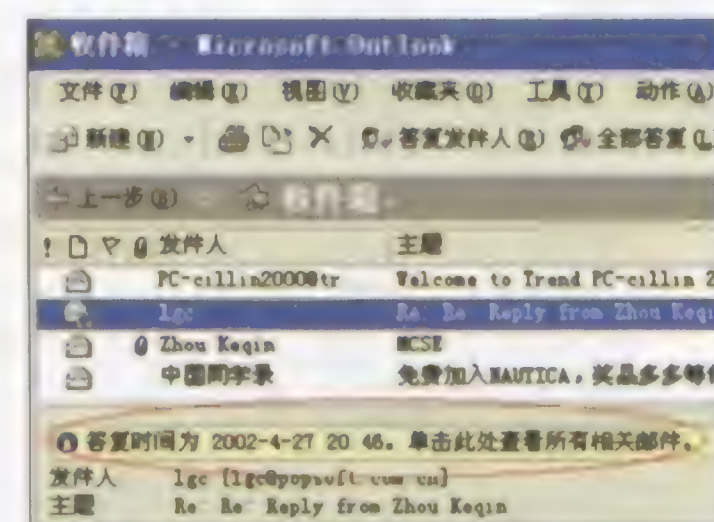 收件箱 - Microsoft Outlook
文件(F) 编辑(E) 视图(V) 收藏夹(O) 工具(T) 动作(A)
新建(N) 答复发件人(R) 全部答复(L
上一步(B) 收件箱
! 发件人 主题
PC-cillin2000@tr Welcome to Trend PC-cillin 2
lgc Re: Re: Reply from Zhou Keqin
Zhou Keqin MCSE
中国同学录 免费加入NAUTICA,奖品多多等
答复时间为 2002-4-27 20:46。单击此处查看所有相关邮件。
发件人 lgc [lgc@popsoft.com.cn]
主题 Re: Re: Reply from Zhou Keqin